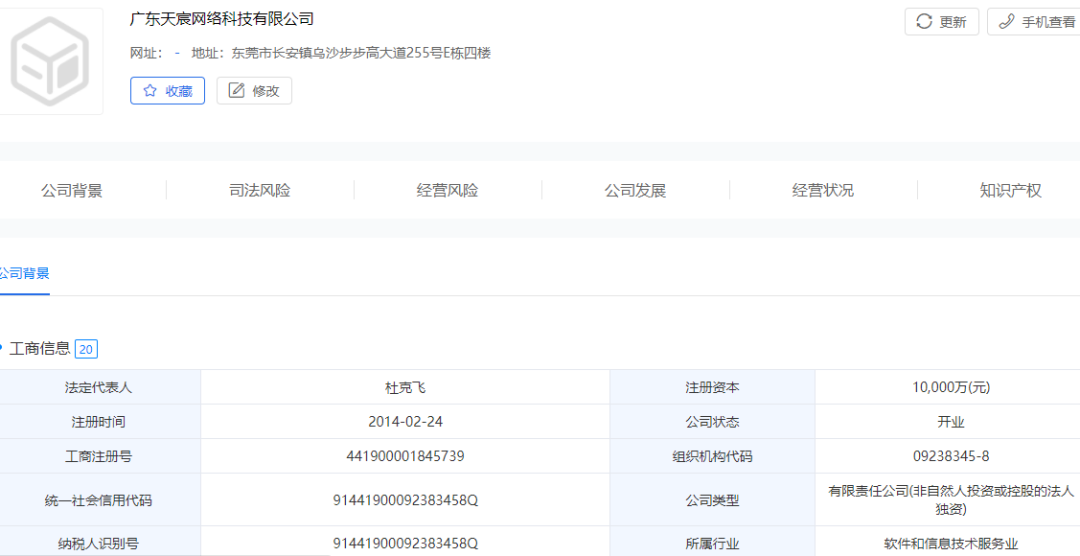 广东天宸网络科技有限公司
更新
手机查看
网址： - 地址：东莞市长安镇乌沙步步高大道255号E栋四楼
收藏
修改
公司背景
司法风险
经营风险
公司发展
经营状况
知识产权
公司背景
工商信息 20
法定代表人 杜克飞 注册资本 10,000万(元)
注册时间 2014-02-24 公司状态 开业
工商注册号 441900001845739 组织机构代码 09238345-8
统一社会信用代码 91441900092383458Q 公司类型 有限责任公司(非自然人投资或控股的法人
独资)
纳税人识别号 91441900092383458Q 所属行业 软件和信息技术服务业